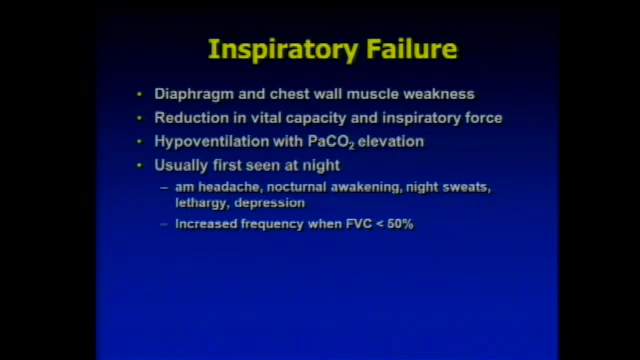 Inspiratory Failure
• Diaphragm and chest wall muscle weakness
• Reduction in vital capacity and inspiratory force
• Hypoventilation with PaCO₂ elevation
• Usually first seen at night
– am headache, nocturnal awakening, night sweats,
lethargy, depression
– Increased frequency when FVC < 50%